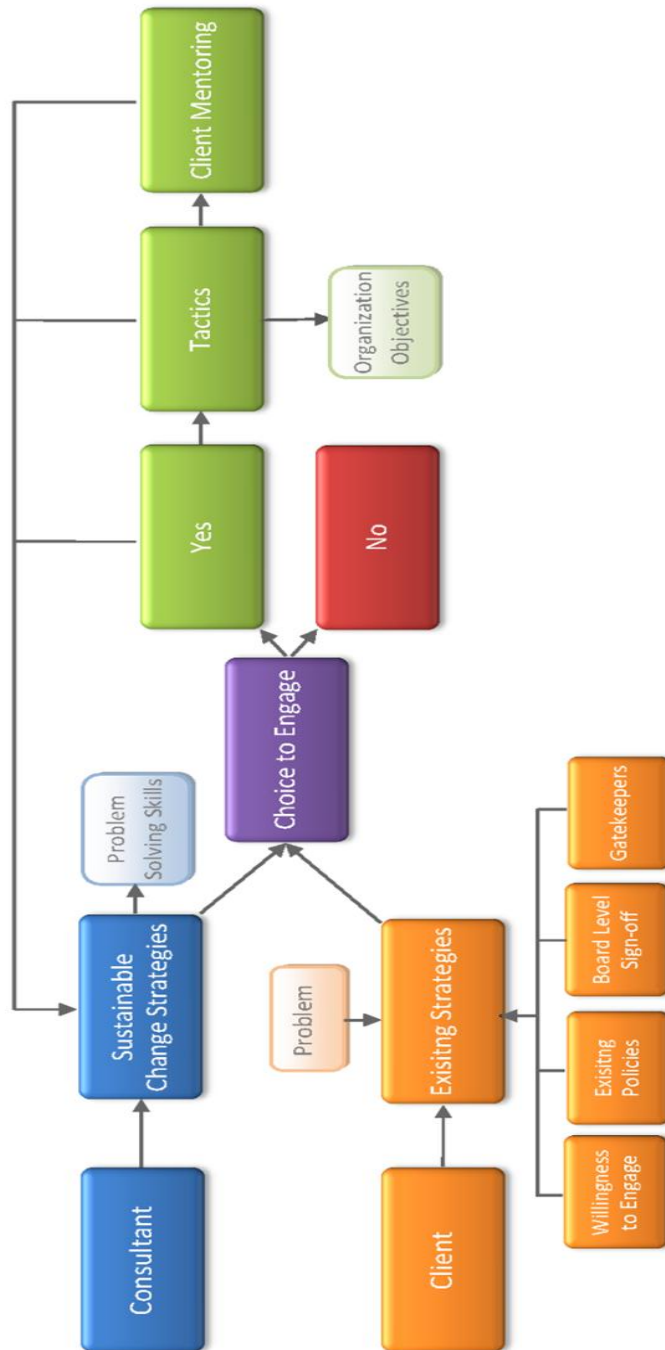 Consultant
Sustainable
Change Strategies
Problem
Solving Skills
Client
Problem
Exisitng Strategies
Willingness
to Engage
Exisitng
Policies
Board Level
Sign-off
Gatekeepers
Choice to Engage
Yes
No
Tactics
Organization
Objectives
Client Mentoring